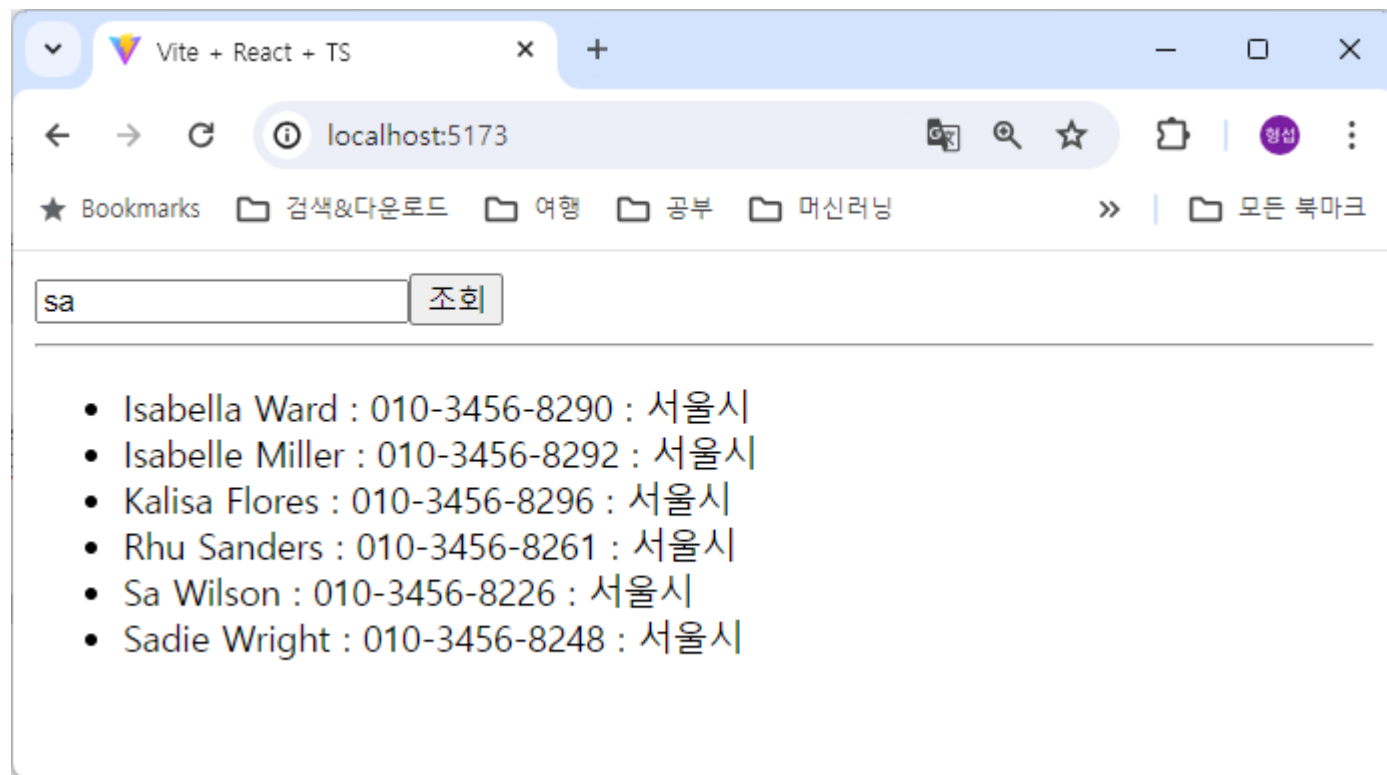 Vite + React + TS
localhost:5173
형섭
Bookmarks 검색&다운로드 여행 공부 머신러닝 » 모든 북마크
sa 조회
• Isabella Ward : 010-3456-8290 : 서울시
• Isabelle Miller : 010-3456-8292 : 서울시
• Kalisa Flores : 010-3456-8296 : 서울시
• Rhu Sanders : 010-3456-8261 : 서울시
• Sa Wilson : 010-3456-8226 : 서울시
• Sadie Wright : 010-3456-8248 : 서울시